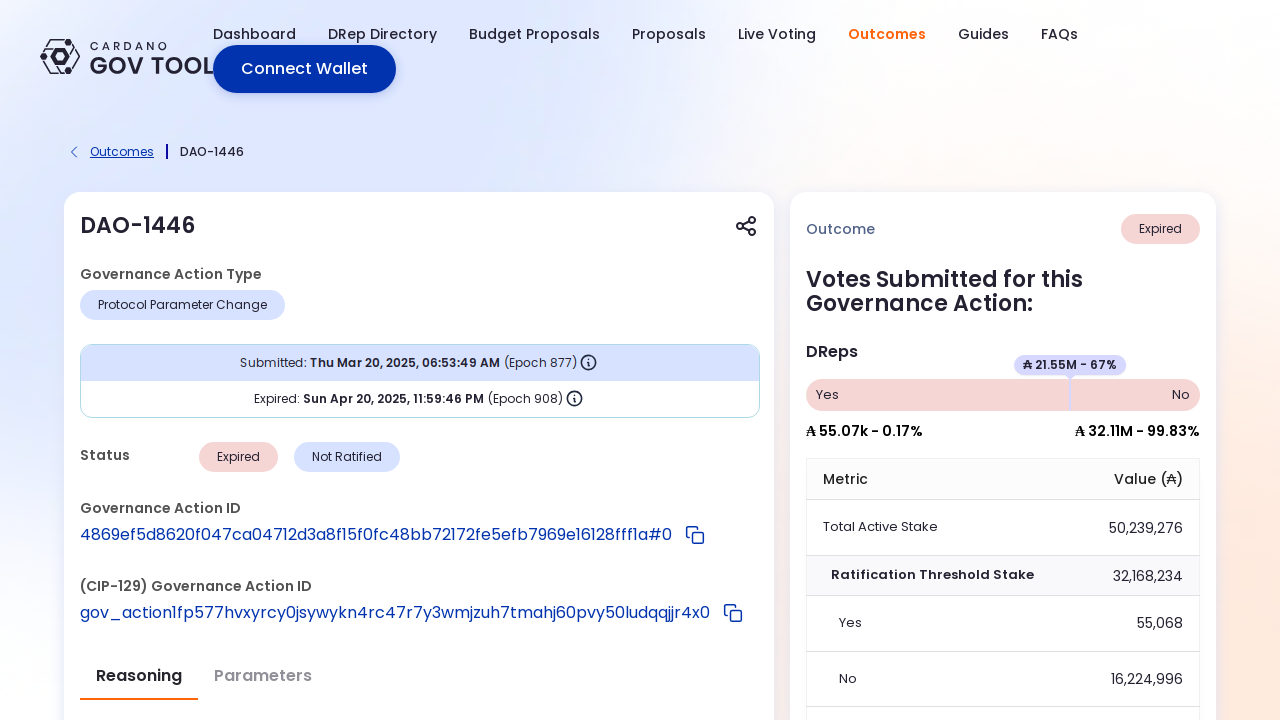 CARDANO
GOV TOOL
Dashboard DRep Directory Budget Proposals Proposals Live Voting Outcomes Guides FAQs
Connect Wallet
Outcomes DAO-1446
DAO-1446
Governance Action Type
Protocol Parameter Change
Submitted: Thu Mar 20, 2025, 06:53:49 AM (Epoch 877)
Expired: Sun Apr 20, 2025, 11:59:46 PM (Epoch 908)
Status Expired Not Ratified
Governance Action ID
4869ef5d8620f047ca04712d3a8f15f0fc48bb72172fe5efb7969e16128fff1a#0
(CIP-129) Governance Action ID
gov_action1fp577hvxyrcy0jsywykn4rc47r7y3wmjzuh7tmahj60pvy50ludqqjjr4x0
Reasoning Parameters
Outcome Expired
Votes Submitted for this
Governance Action:
DReps
₳ 21.55M - 67%
Yes No
₳ 55.07k - 0.17% ₳ 32.11M - 99.83%
Metric Value (₳)
Total Active Stake 50,239,276
Ratification Threshold Stake 32,168,234
Yes 55,068
No 16,224,996